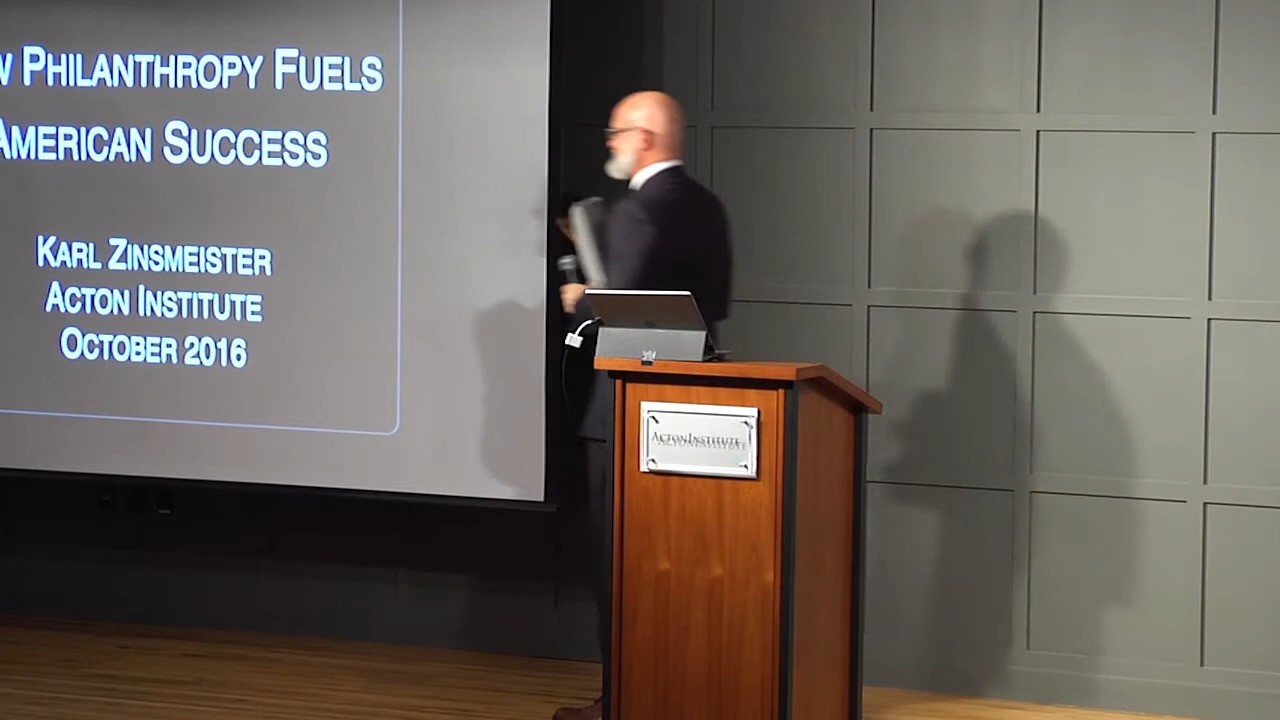 W PHILANTHROPY FUELS
AMERICAN SUCCESS
KARL ZINSMEISTER
ACTON INSTITUTE
OCTOBER 2016
ACTON INSTITUTE